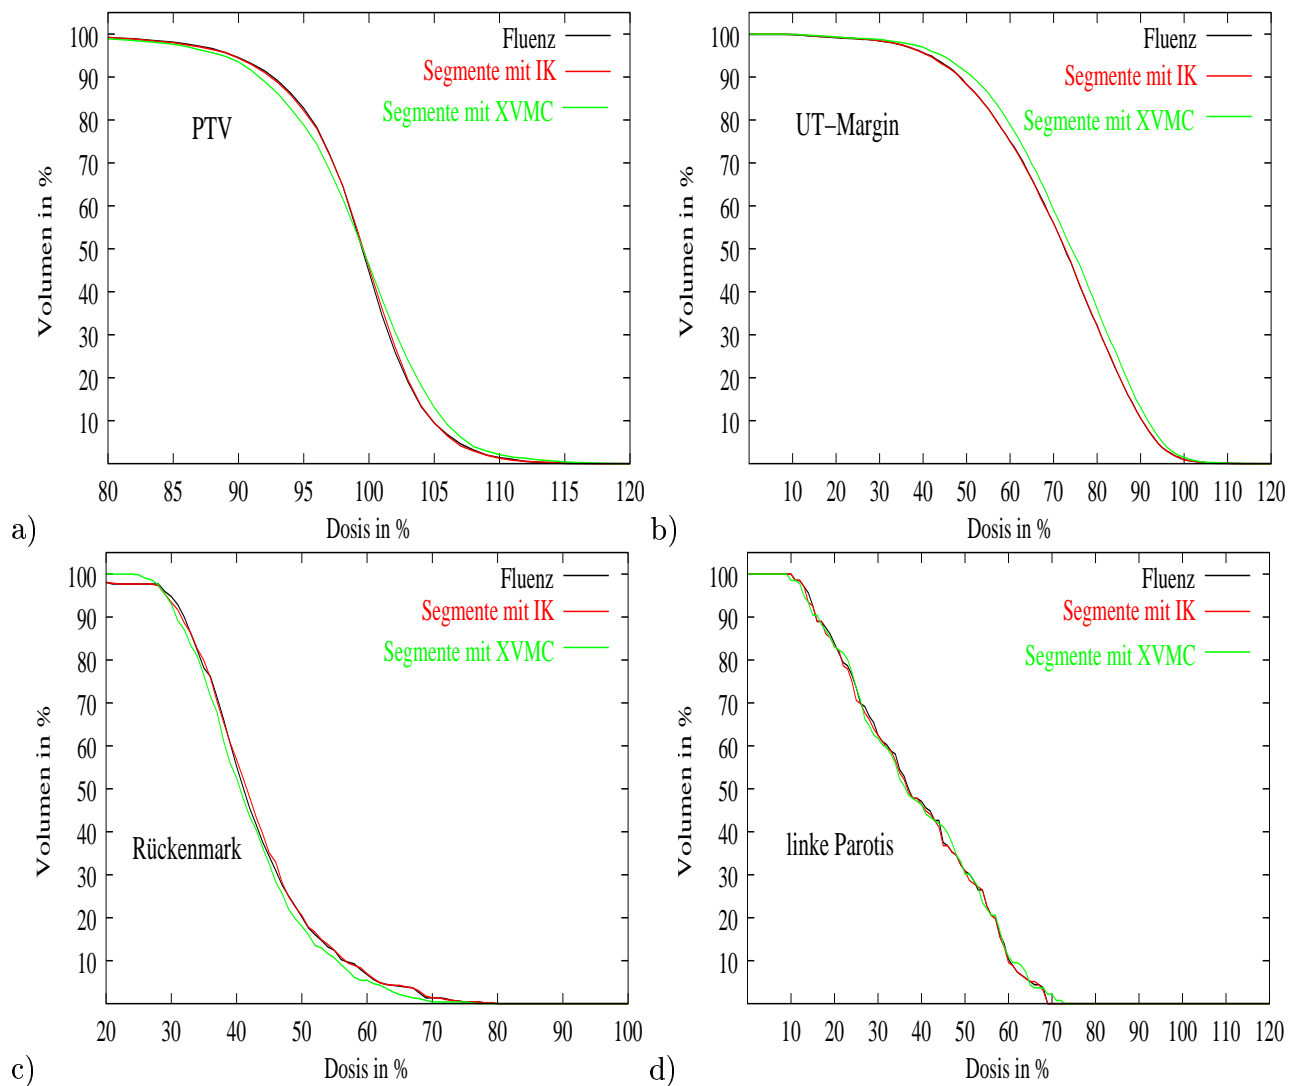 100
90
80
70
60
50
40
30
20
10
Volumen in %
Fluenz
Segmente mit IK
Segmente mit XVMC
PTV
80 85 90 95 100 105 110 115 120
Dosis in %
a)
100
90
80
70
60
50
40
30
20
10
Volumen in %
Fluenz
Segmente mit IK
Segmente mit XVMC
UT−Margin
10 20 30 40 50 60 70 80 90 100 110 120
Dosis in %
b)
100
90
80
70
60
50
40
30
20
10
Volumen in %
Fluenz
Segmente mit IK
Segmente mit XVMC
Rückenmark
20 30 40 50 60 70 80 90 100
Dosis in %
c)
100
90
80
70
60
50
40
30
20
10
Volumen in %
Fluenz
Segmente mit IK
Segmente mit XVMC
linke Parotis
10 20 30 40 50 60 70 80 90 100 110 120
Dosis in %
d)